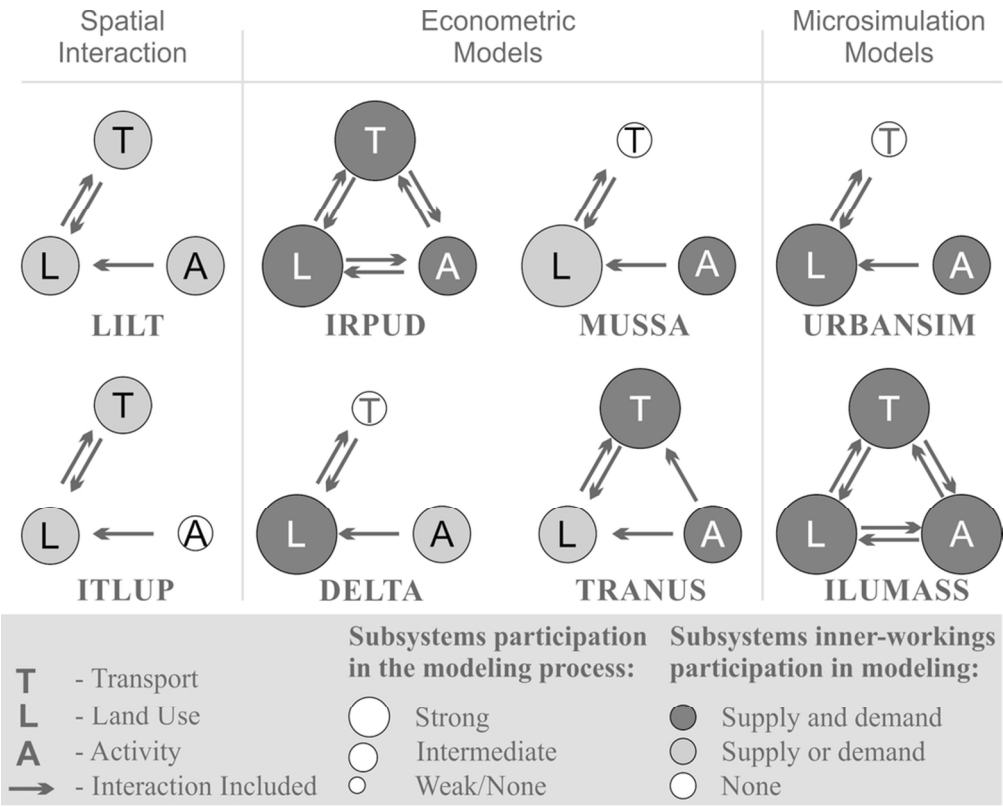 Spatial
Interaction
Econometric
Models
Microsimulation
Models
T
L A
LILT
T
L A
IRPUD
T
L A
MUSSA
T
L A
URBANSIM
T
L A
ITLUP
T
L A
DELTA
T
L A
TRANUS
T
L A
ILUMASS
T - Transport
L - Land Use
A - Activity
- Interaction Included
Subsystems participation
in the modeling process:
Strong
Intermediate
Weak/None
Subsystems inner-workings
participation in modeling:
Supply and demand
Supply or demand
None